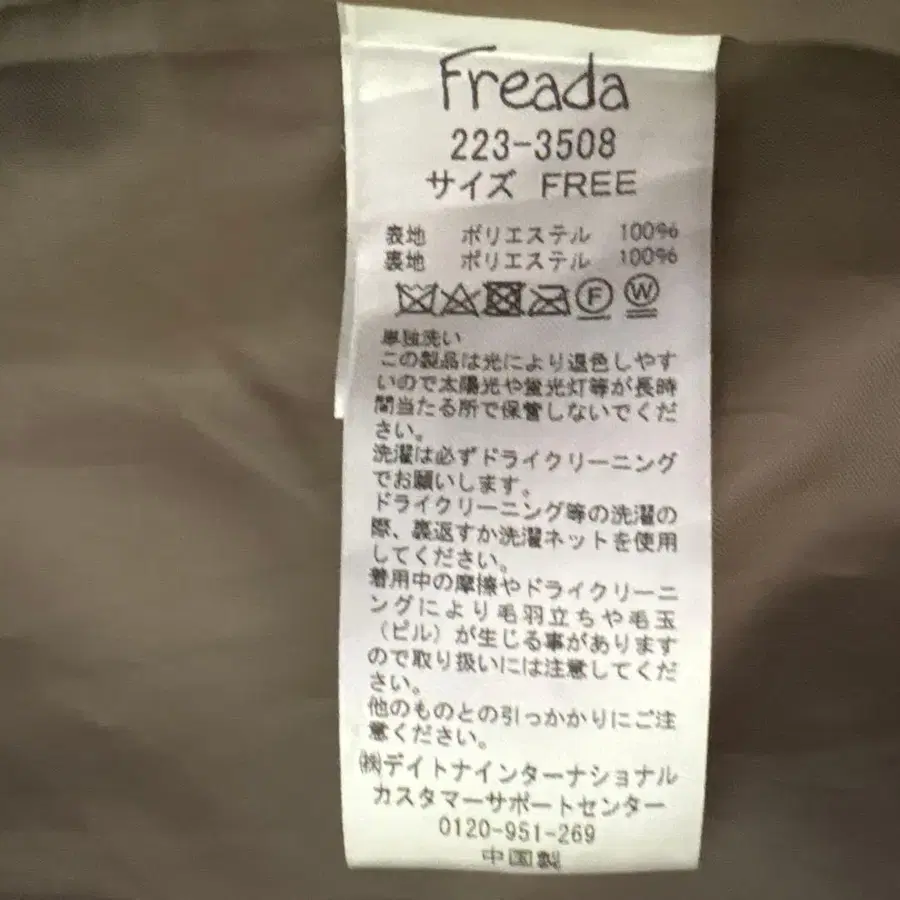 Freada
223-3508
サイズ FREE
表地 ポリエステル 100%
裏地 ポリエステル 100%
F W
単独洗い
この製品は光により退色しやす
いので太陽光や蛍光灯等が長時
間当たる所で保管しないでくだ
さい。
洗濯は必ずドライクリーニング
でお願いします。
ドライクリーニング等の洗濯の
際、裏返すか洗濯ネットを使用
してください。
着用中の摩擦やドライクリーニ
ングにより毛羽立ちや毛玉
（ピル）が生じる事があります
ので取り扱いには注意してくだ
さい。
他のものとの引っかかりにご注
意ください。
㈱デイトナインターナショナル
カスタマーサポートセンター
0120-951-269
中国製